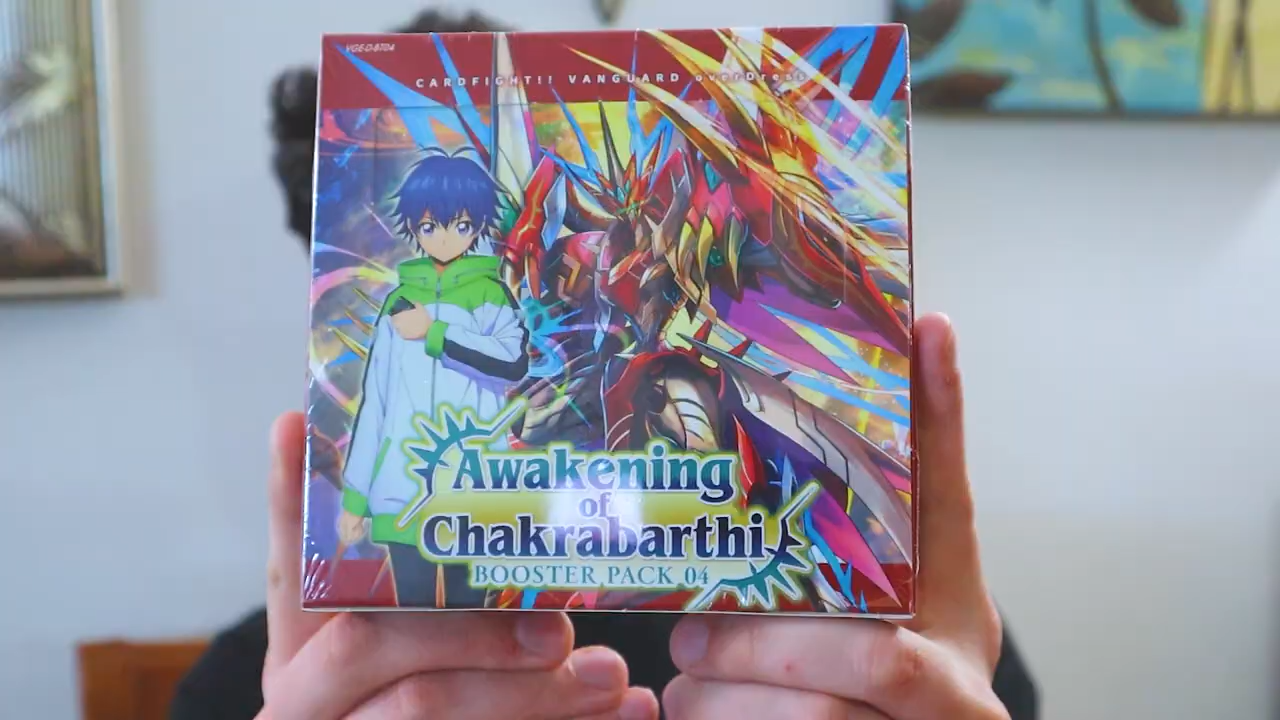 VGE-D-BT04
CARDFIGHT!! VANGUARD overDress
Awakening
of
Chakrabarthi
BOOSTER PACK 04